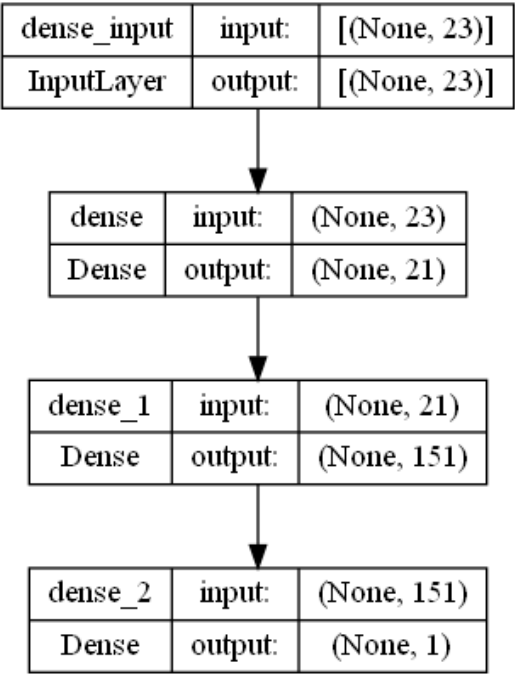 dense_input input: [(None, 23)]
InputLayer output: [(None, 23)]
dense input: (None, 23)
Dense output: (None, 21)
dense_1 input: (None, 21)
Dense output: (None, 151)
dense_2 input: (None, 151)
Dense output: (None, 1)